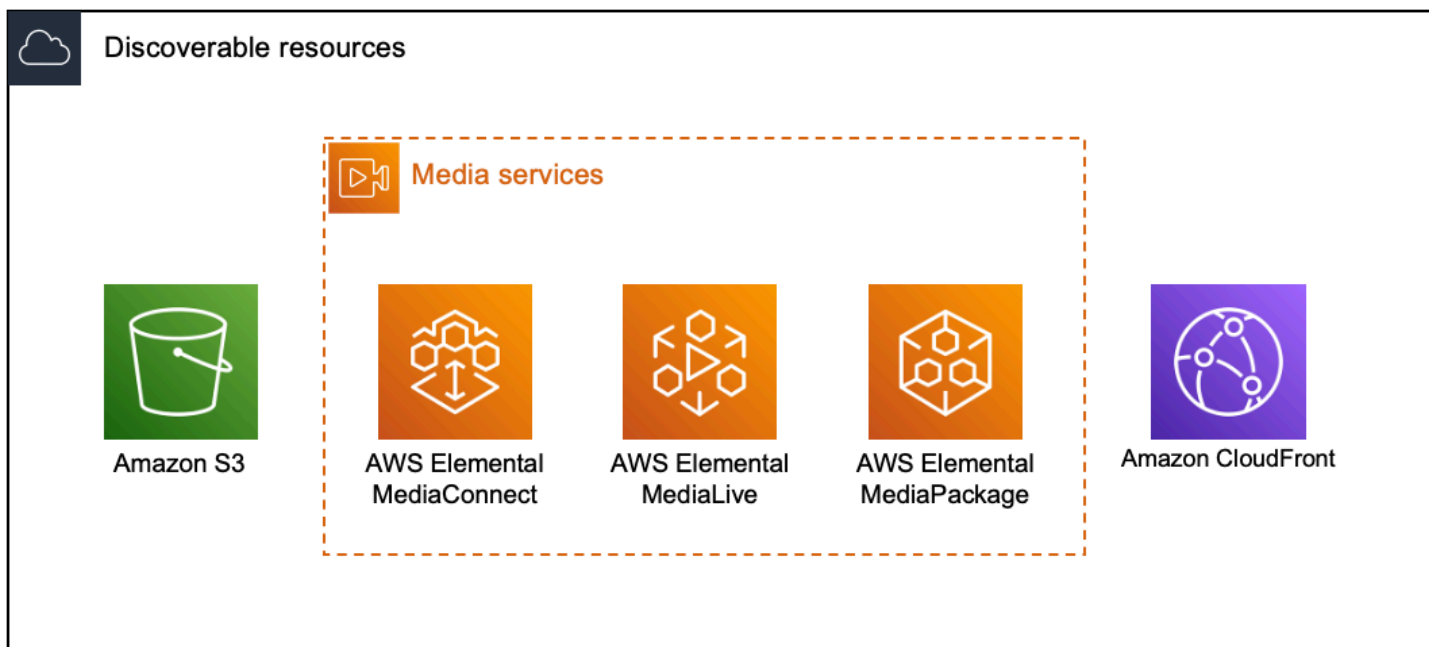 Discoverable resources
Media services
Amazon S3
AWS Elemental
MediaConnect
AWS Elemental
MediaLive
AWS Elemental
MediaPackage
Amazon CloudFront